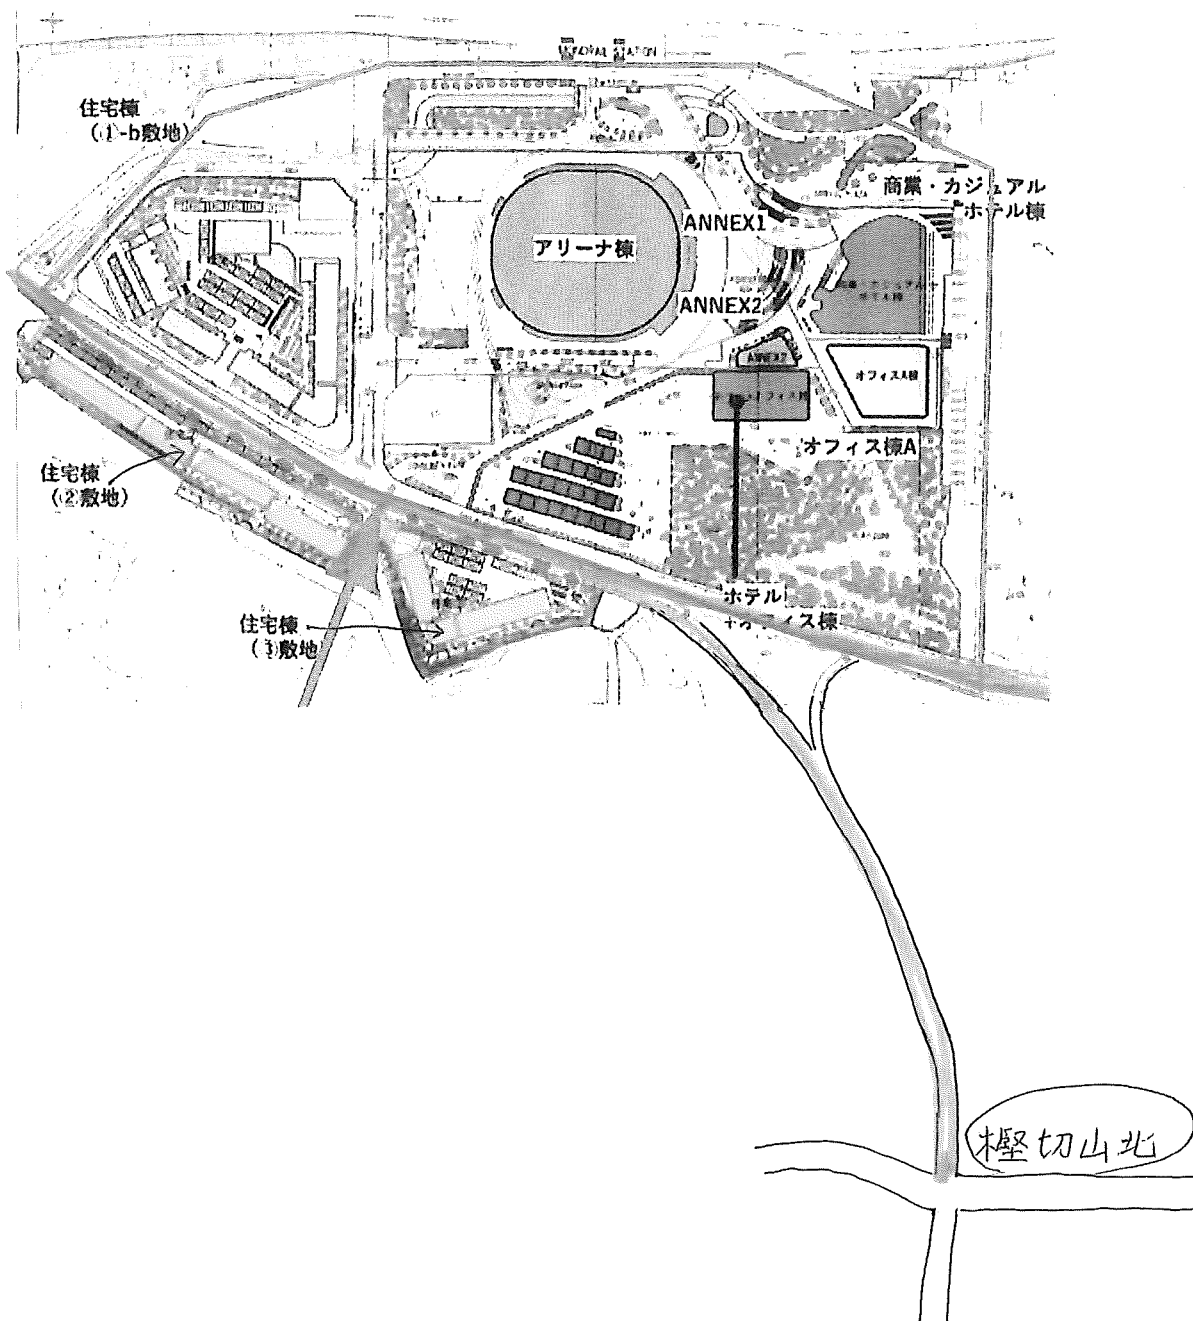 住宅棟
(①-b敷地)
商業・カジュアル
ホテル棟
ANNEX1
アリーナ棟
ANNEX2
ANNEX2
オフィスA棟
オフィス棟A
住宅棟
(②敷地)
ホテル
+オフィス棟
住宅棟
(③敷地)
樫切山北